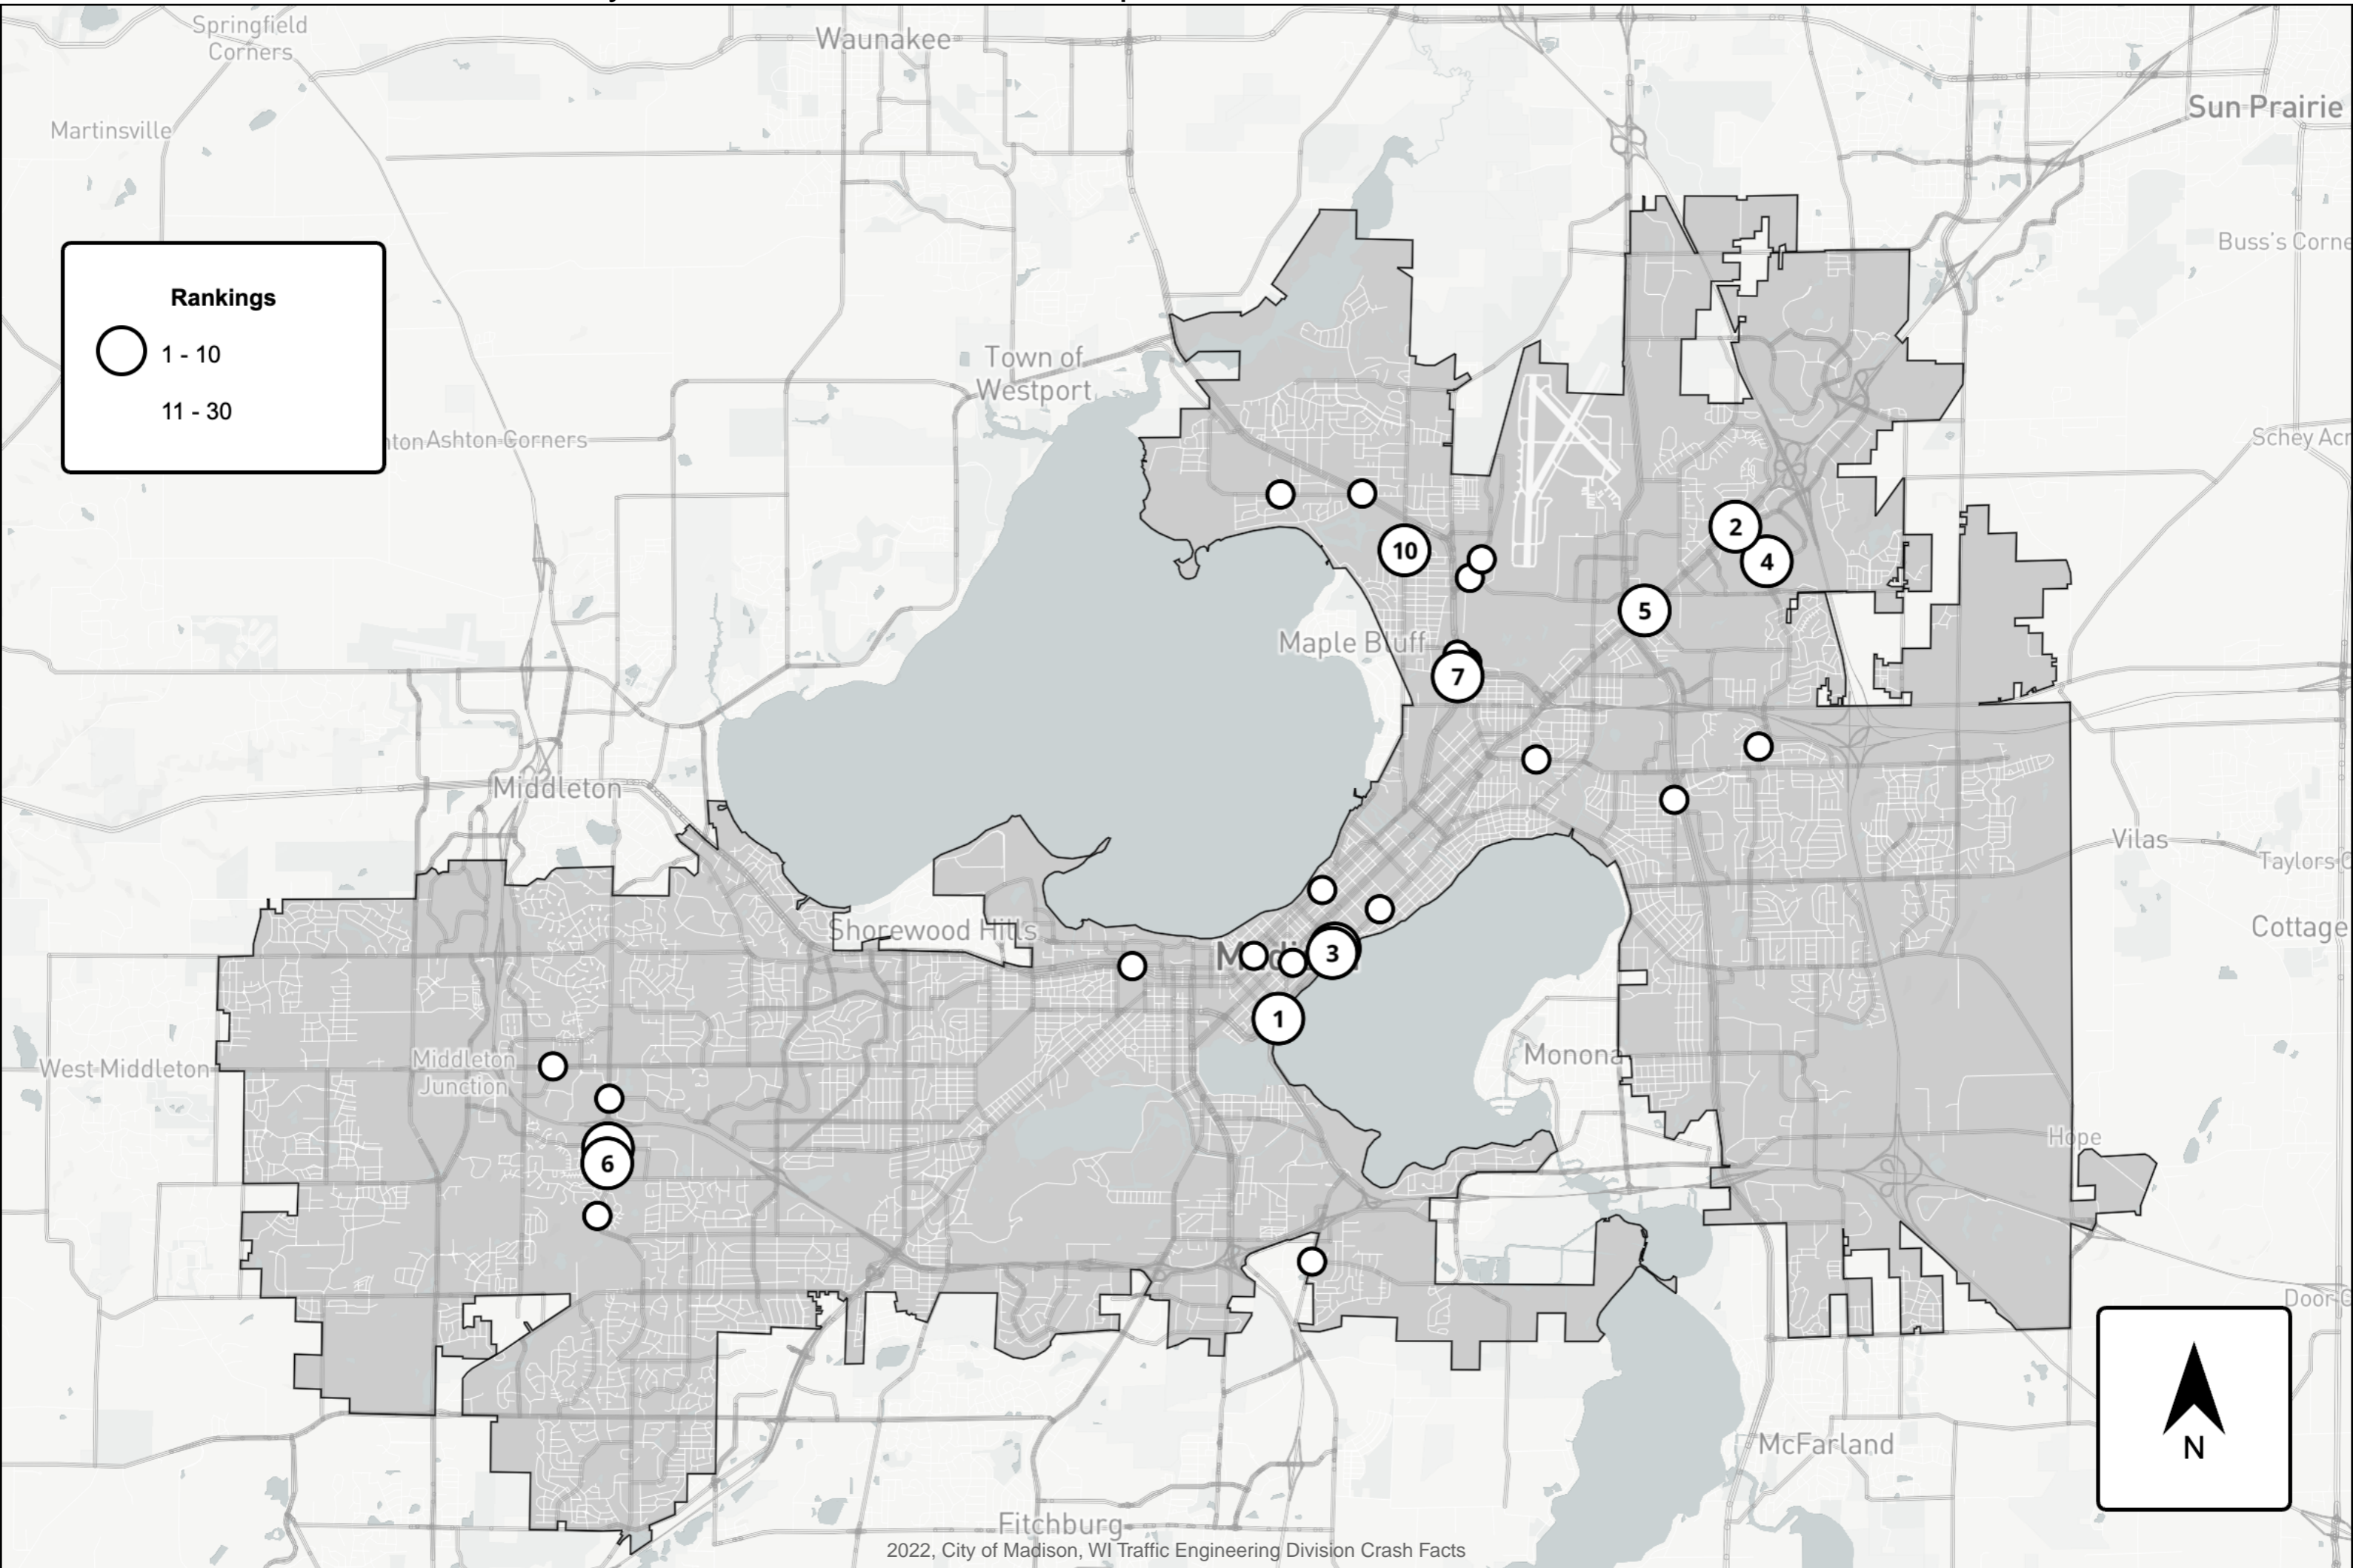 Springfield
Corners
Waunakee
Sun Prairie
Martinsville
Buss's Corne
Rankings
1 - 10
11 - 30
Town of
Westport
nton Ashton Corners
Schey Acr
2
10
4
5
Maple Bluff
7
Middleton
Vilas
Taylors C
Shorewood Hills
Cottage
3
1
Middleton
Junction
West Middleton
Monona
Hope
6
Door C
McFarland
N
Fitchburg
2022, City of Madison, WI Traffic Engineering Division Crash Facts